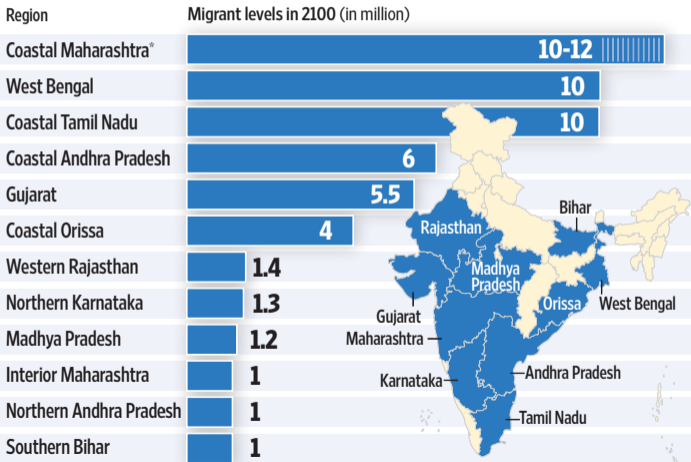 Region Migrant levels in 2100 (in million)
Coastal Maharashtra* 10-12
West Bengal 10
Coastal Tamil Nadu 10
Coastal Andhra Pradesh 6
Gujarat 5.5
Coastal Orissa 4
Western Rajasthan 1.4
Northern Karnataka 1.3
Madhya Pradesh 1.2
Interior Maharashtra 1
Northern Andhra Pradesh 1
Southern Bihar 1
Bihar
Rajasthan
Madhya
Pradesh
Orissa
West Bengal
Gujarat
Maharashtra
Karnataka
Andhra Pradesh
Tamil Nadu